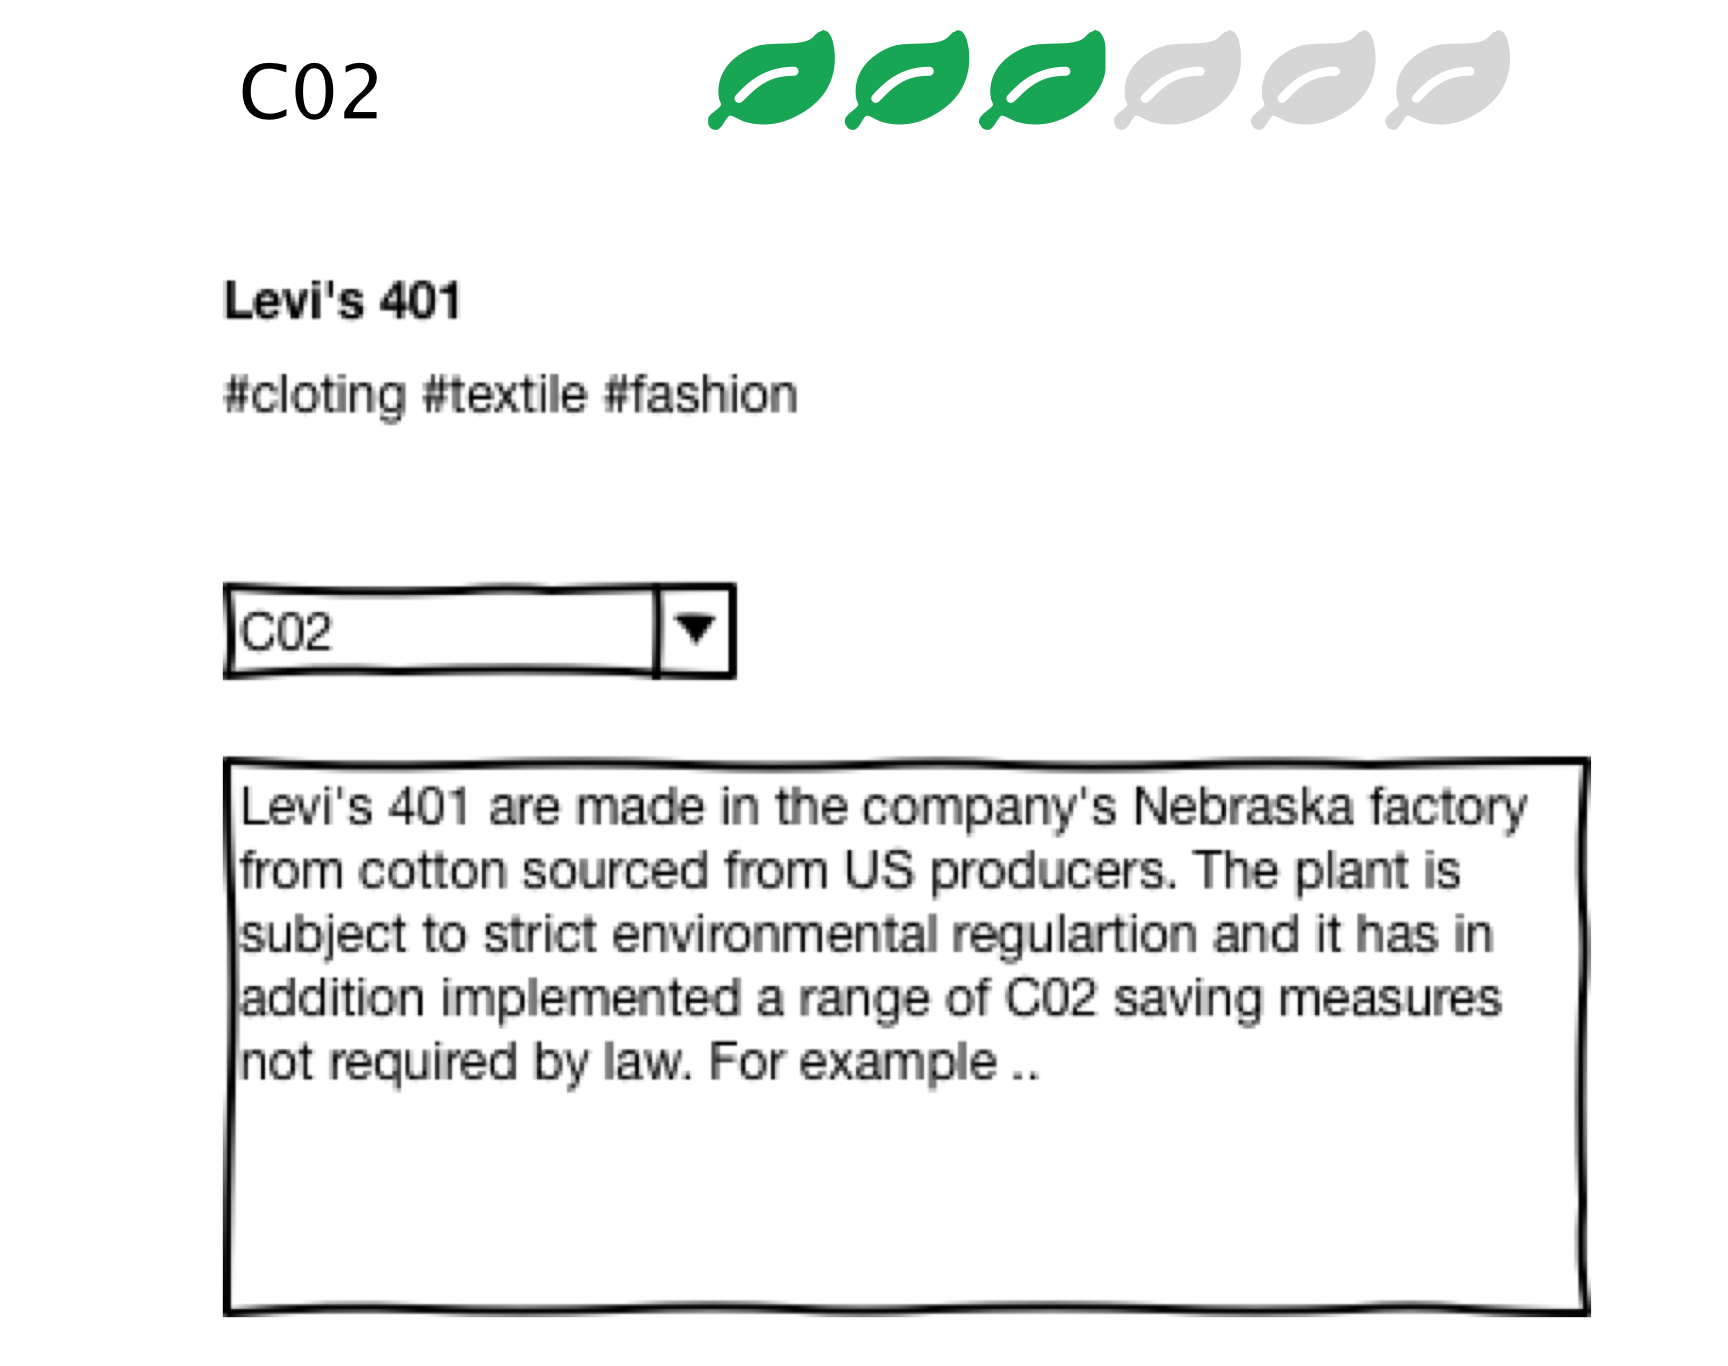 C02
Levi's 401
#cloting #textile #fashion
C02
Levi's 401 are made in the company's Nebraska factory
from cotton sourced from US producers. The plant is
subject to strict environmental regulartion and it has in
addition implemented a range of C02 saving measures
not required by law. For example ..